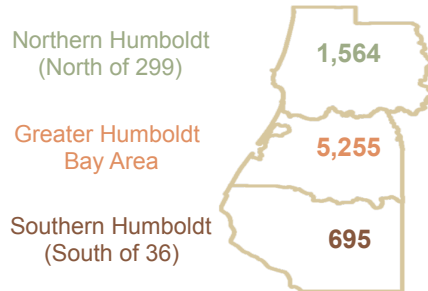 Northern Humboldt
(North of 299)
1,564
Greater Humboldt
Bay Area
5,255
Southern Humboldt
(South of 36)
695